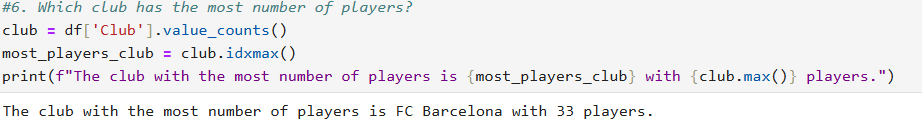 #6. Which club has the most number of players?
club = df['Club'].value_counts()
most_players_club = club.idxmax()
print(f"The club with the most number of players is {most_players_club} with {club.max()} players.")
The club with the most number of players is FC Barcelona with 33 players.